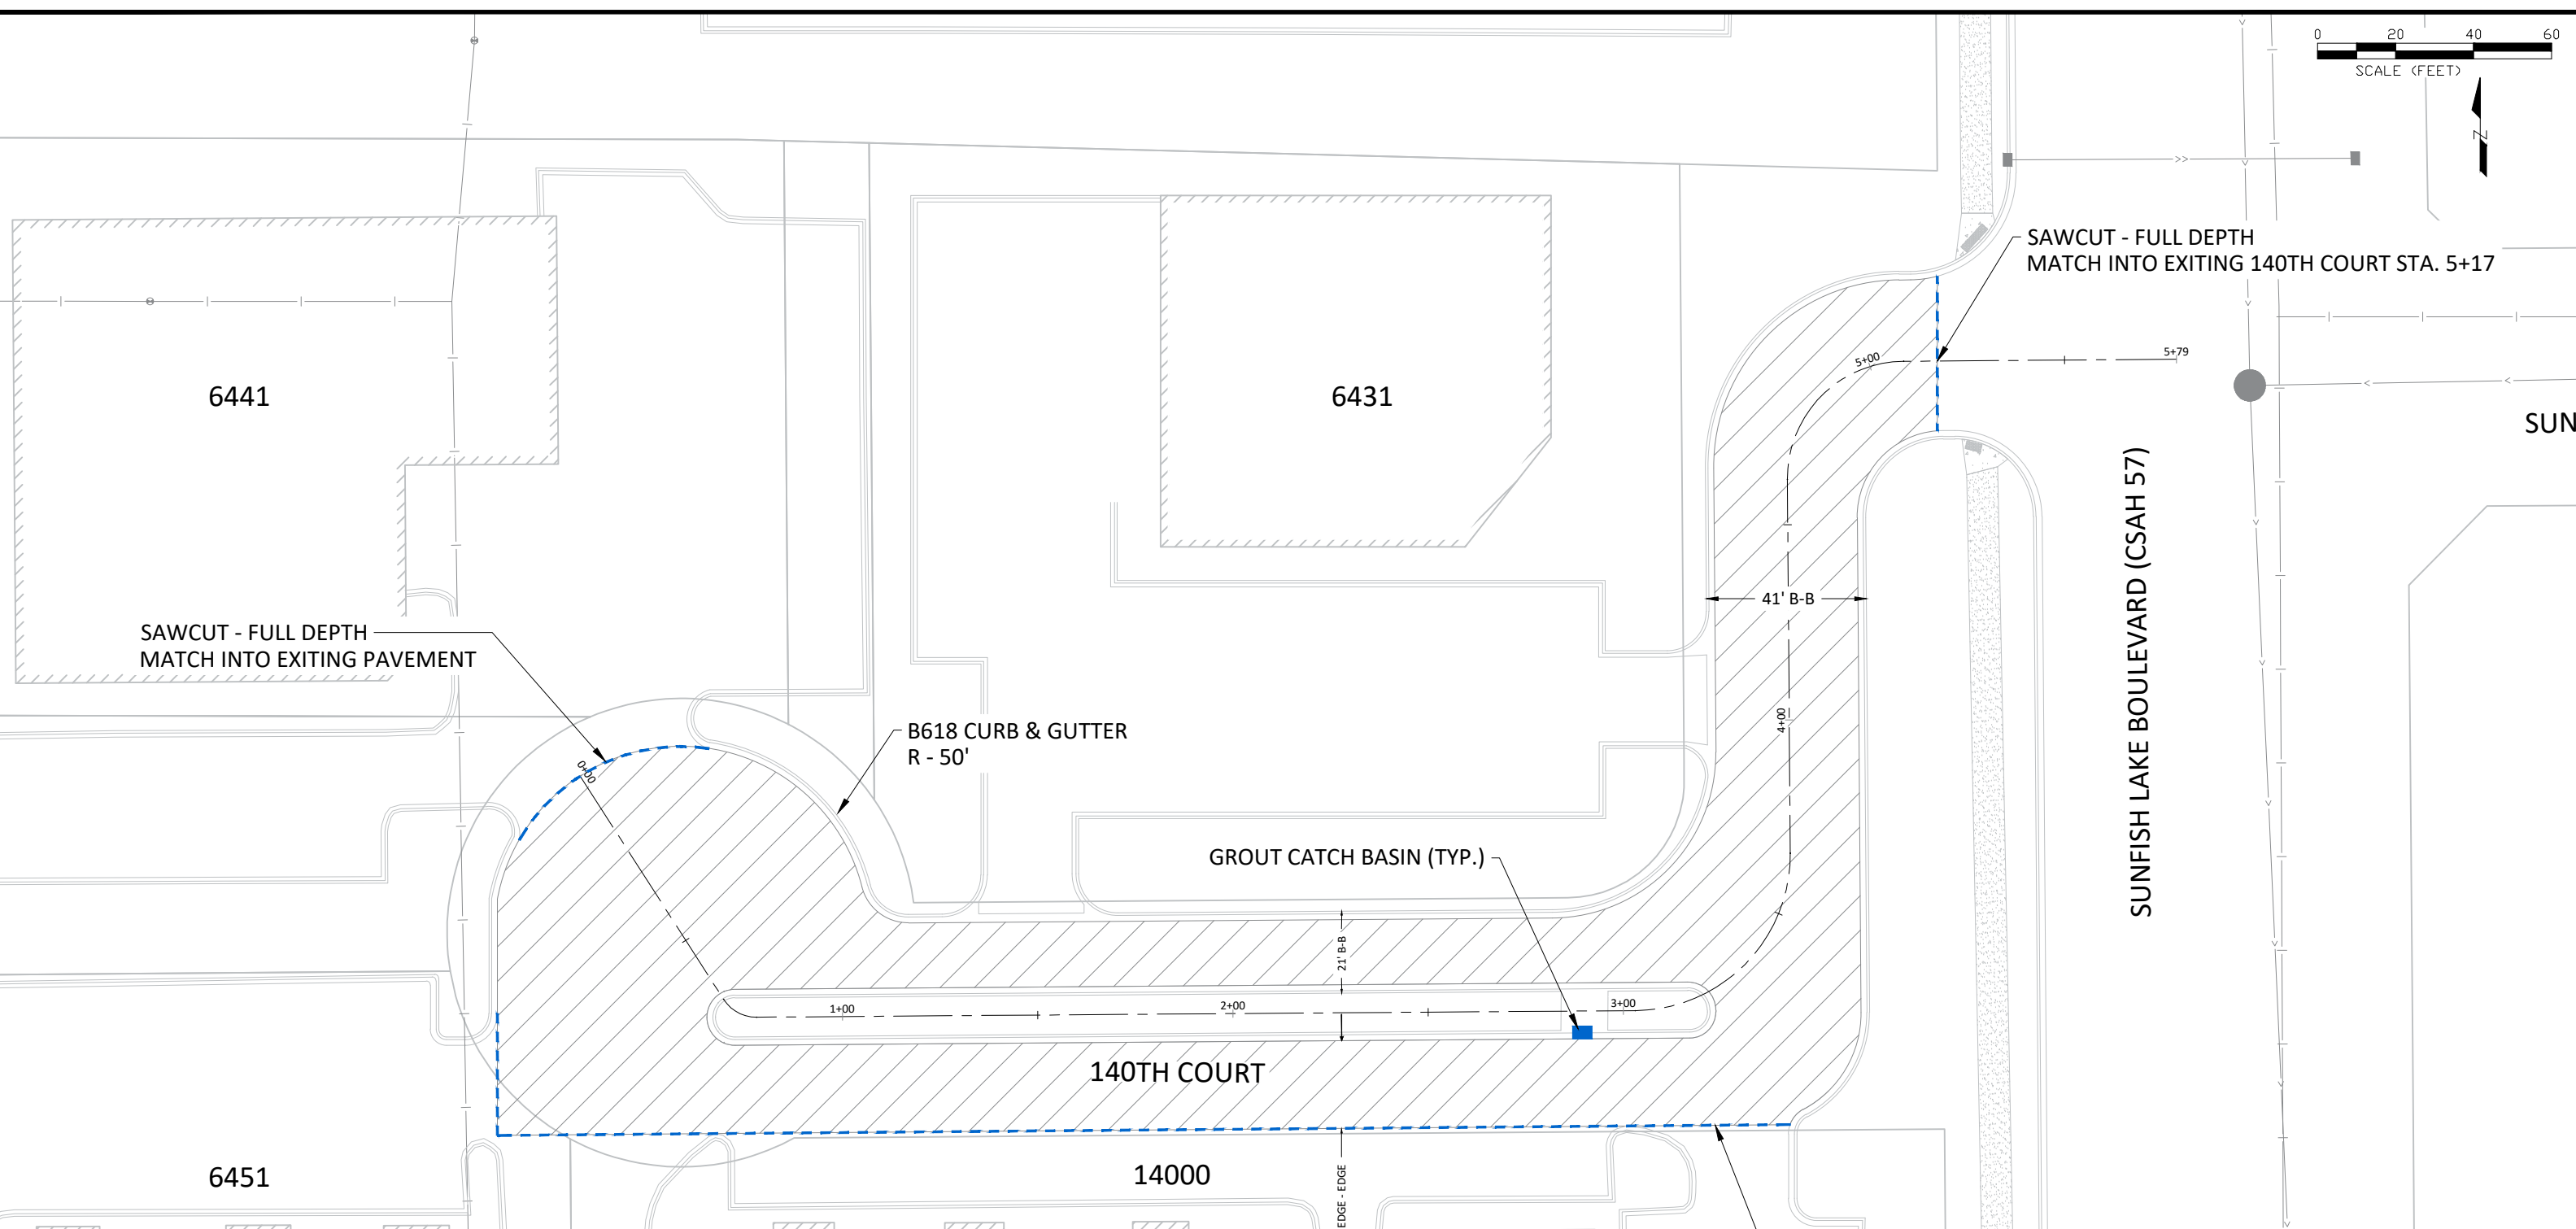 0 20 40 60
SCALE (FEET)
N
SAWCUT - FULL DEPTH
MATCH INTO EXITING 140TH COURT STA. 5+17
5+00
5+79
6441
6431
SUN
SUNFISH LAKE BOULEVARD (CSAH 57)
41' B-B
SAWCUT - FULL DEPTH
MATCH INTO EXITING PAVEMENT
4+00
B618 CURB & GUTTER
R - 50'
0+00
GROUT CATCH BASIN (TYP.)
21' B-B
1+00
2+00
3+00
140TH COURT
6451
14000
EDGE - EDGE